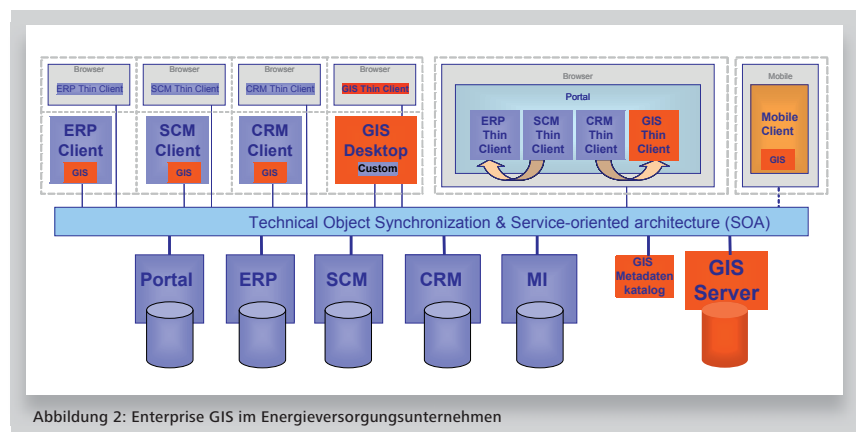 Browser
Browser
Browser
Browser
ERP Thin Client
SCM Thin Client
CRM Thin Client
GIS Thin Client
ERP
Client
GIS
SCM
Client
GIS
CRM
Client
GIS
GIS
Desktop
Custom
Browser
Portal
ERP
Thin
Client
SCM
Thin
Client
CRM
Thin
Client
GIS
Thin
Client
Mobile
Mobile
Client
GIS
Technical Object Synchronization & Service-oriented architecture (SOA)
Portal
ERP
SCM
CRM
MI
GIS
Metadaten
katalog
GIS
Server
Abbildung 2: Enterprise GIS im Energieversorgungsunternehmen